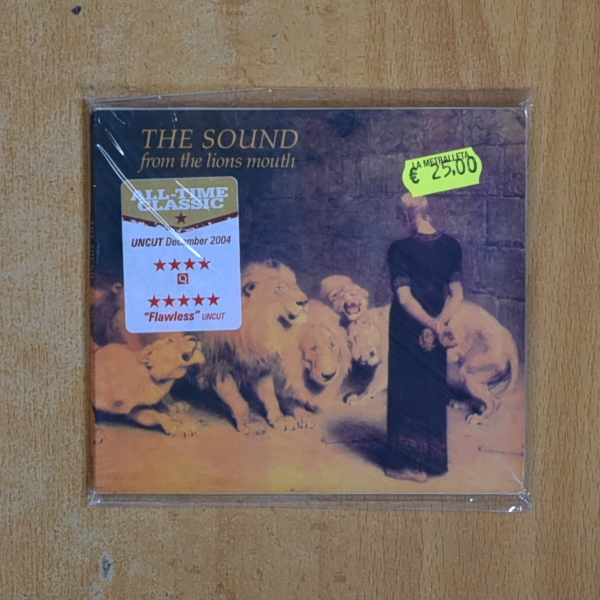 THE SOUND
from the lions mouth
LA METRALLETA
€ 25,00
ALL-TIME
CLASSIC
UNCUT December 2004
Q
"Flawless" UNCUT